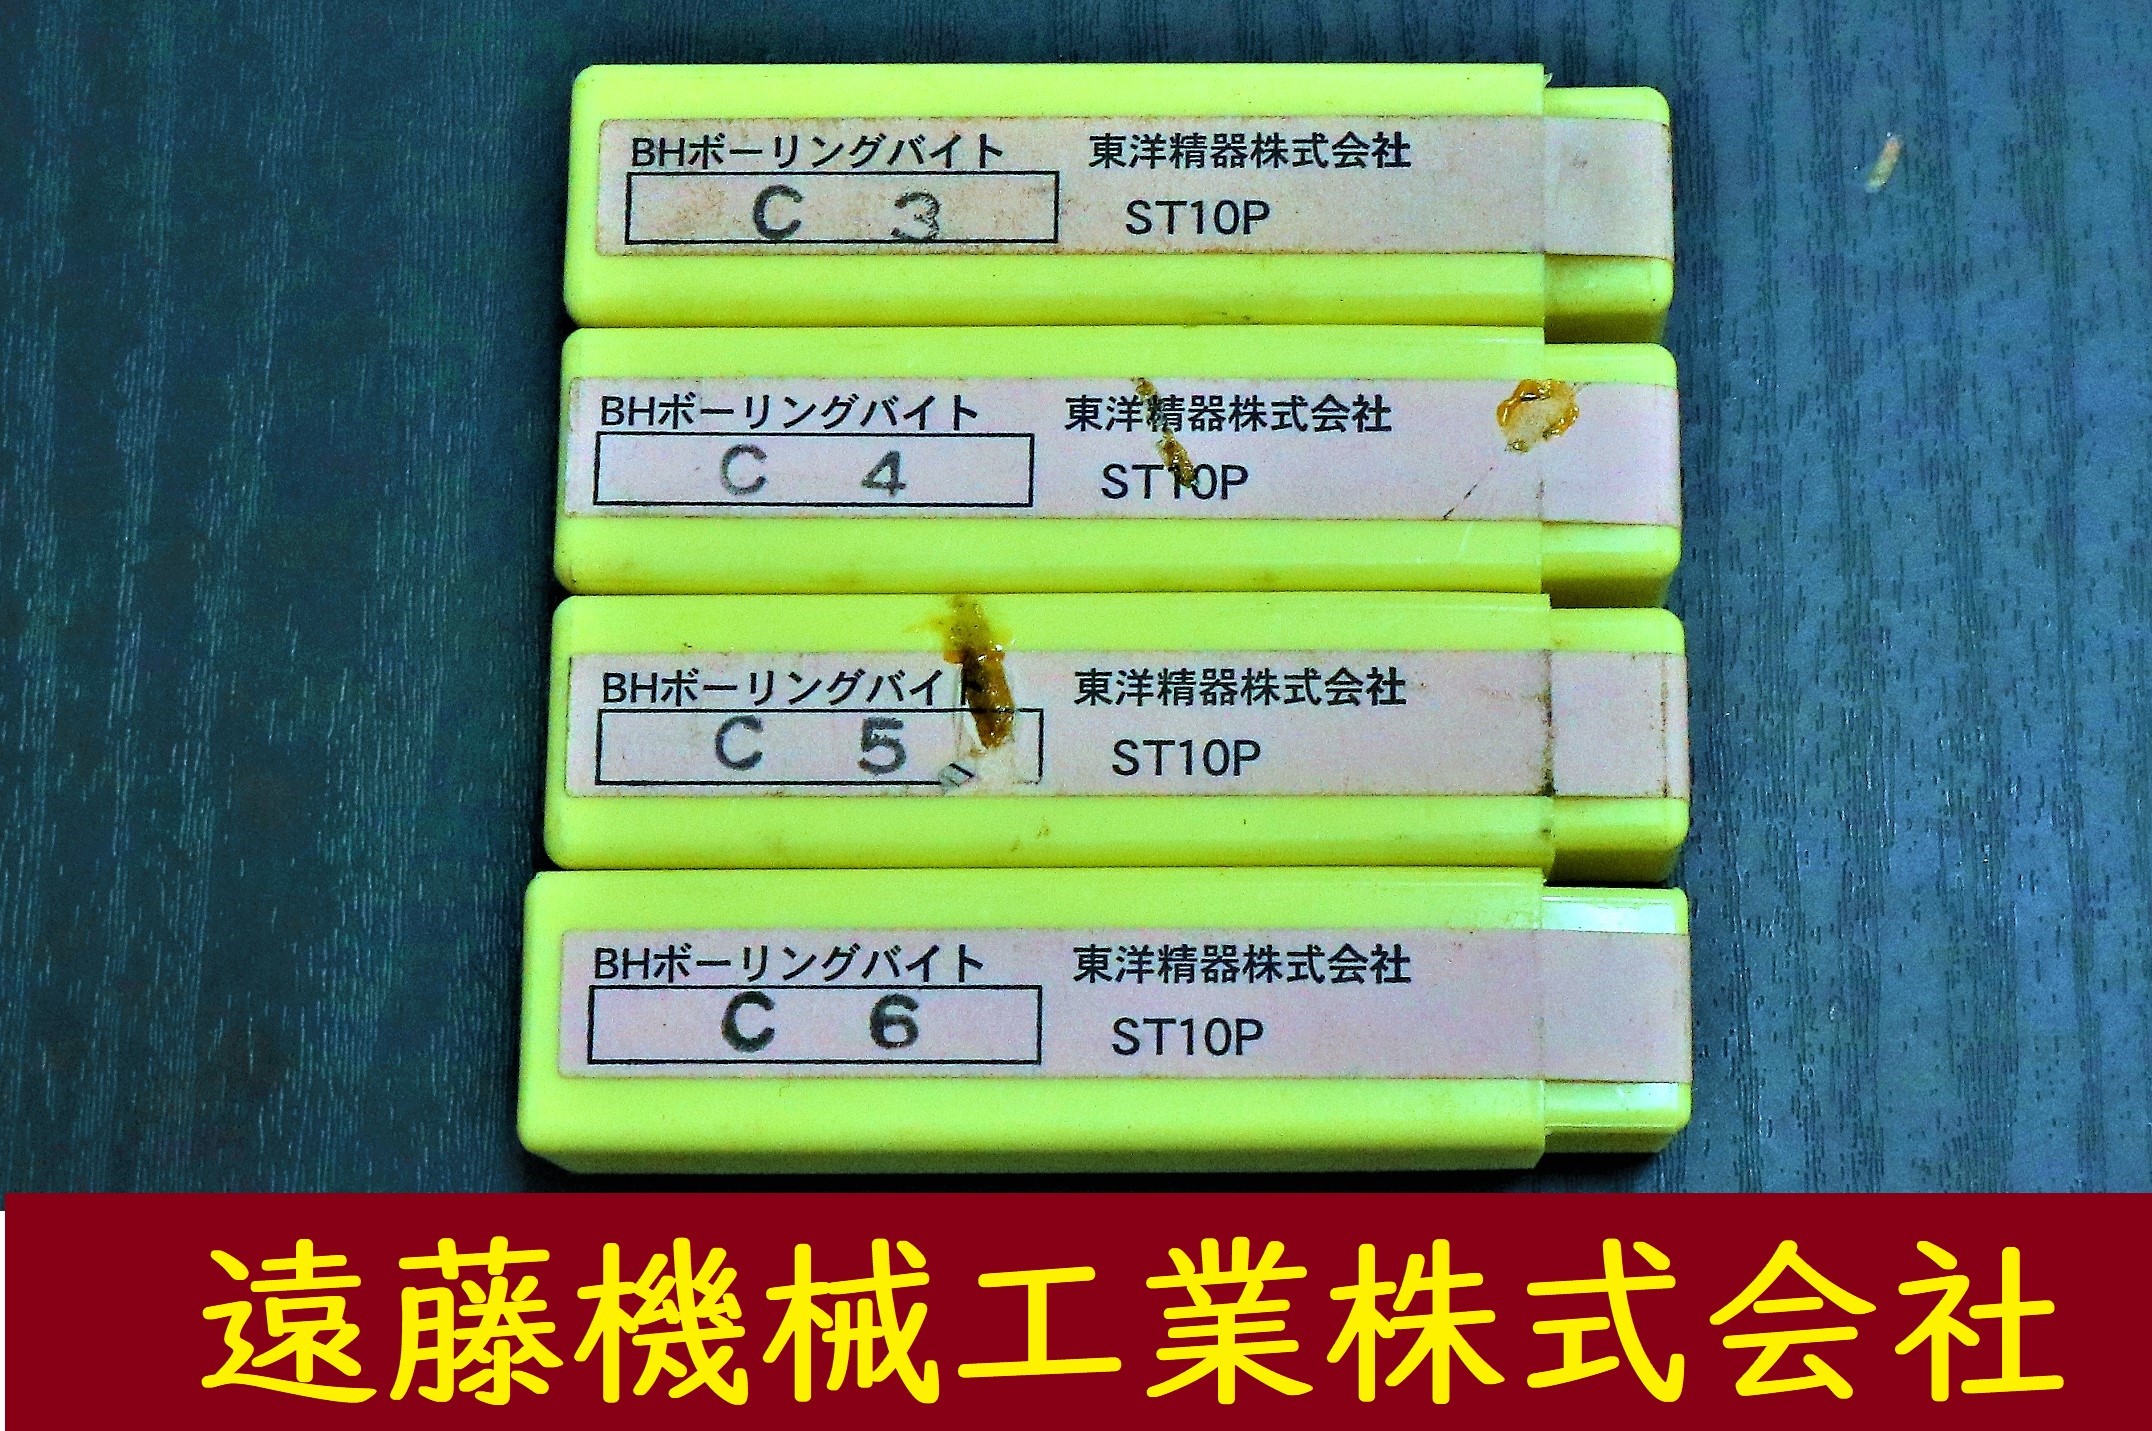 BHボーリングバイト 東洋精器株式会社
C 3 ST10P
BHボーリングバイト 東洋精器株式会社
C 4 ST10P
BHボーリングバイ 東洋精器株式会社
C 5 ST10P
BHボーリングバイト 東洋精器株式会社
C 6 ST10P
遠藤機械工業株式会社